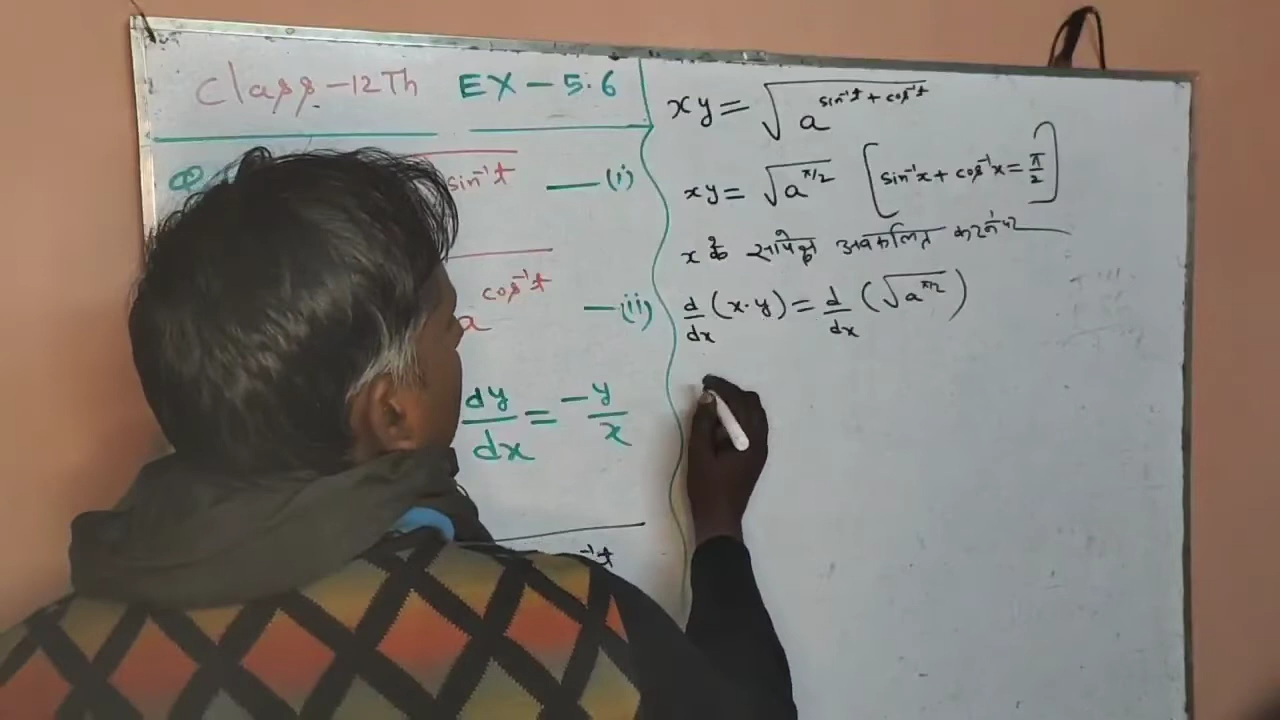 Class-12Th EX-5.6
sin⁻¹t —(i)
cos⁻¹t
a —(ii)
dy/dx = -y/x
⁻¹t
xy = √(a^(sin⁻¹t + cos⁻¹t))
xy = √(a^(π/2)) [sin⁻¹x + cos⁻¹x = π/2]
x के सापेक्ष अवकलित करने पर
d/dx (x·y) = d/dx (√(a^(π/2)))